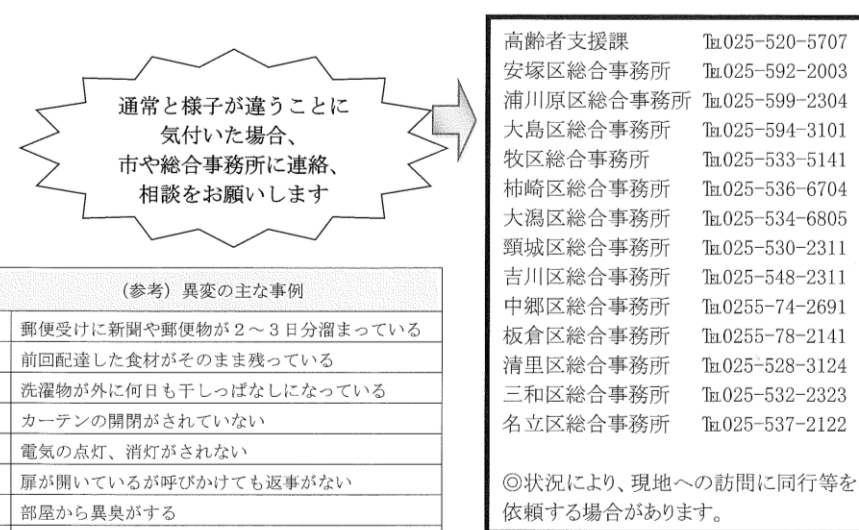 通常と様子が違うことに
気付いた場合、
市や総合事務所に連絡、
相談をお願いします
高齢者支援課 ℡025-520-5707
安塚区総合事務所 ℡025-592-2003
浦川原区総合事務所 ℡025-599-2304
大島区総合事務所 ℡025-594-3101
牧区総合事務所 ℡025-533-5141
柿崎区総合事務所 ℡025-536-6704
大潟区総合事務所 ℡025-534-6805
頸城区総合事務所 ℡025-530-2311
吉川区総合事務所 ℡025-548-2311
中郷区総合事務所 ℡0255-74-2691
板倉区総合事務所 ℡0255-78-2141
清里区総合事務所 ℡025-528-3124
三和区総合事務所 ℡025-532-2323
名立区総合事務所 ℡025-537-2122
◎状況により、現地への訪問に同行等を
依頼する場合があります。
(参考)異変の主な事例
郵便受けに新聞や郵便物が2~3日分溜まっている
前回配達した食材がそのまま残っている
洗濯物が外に何日も干しっぱなしになっている
カーテンの開閉がされていない
電気の点灯、消灯がされない
扉が開いているが呼びかけても返事がない
部屋から異臭がする